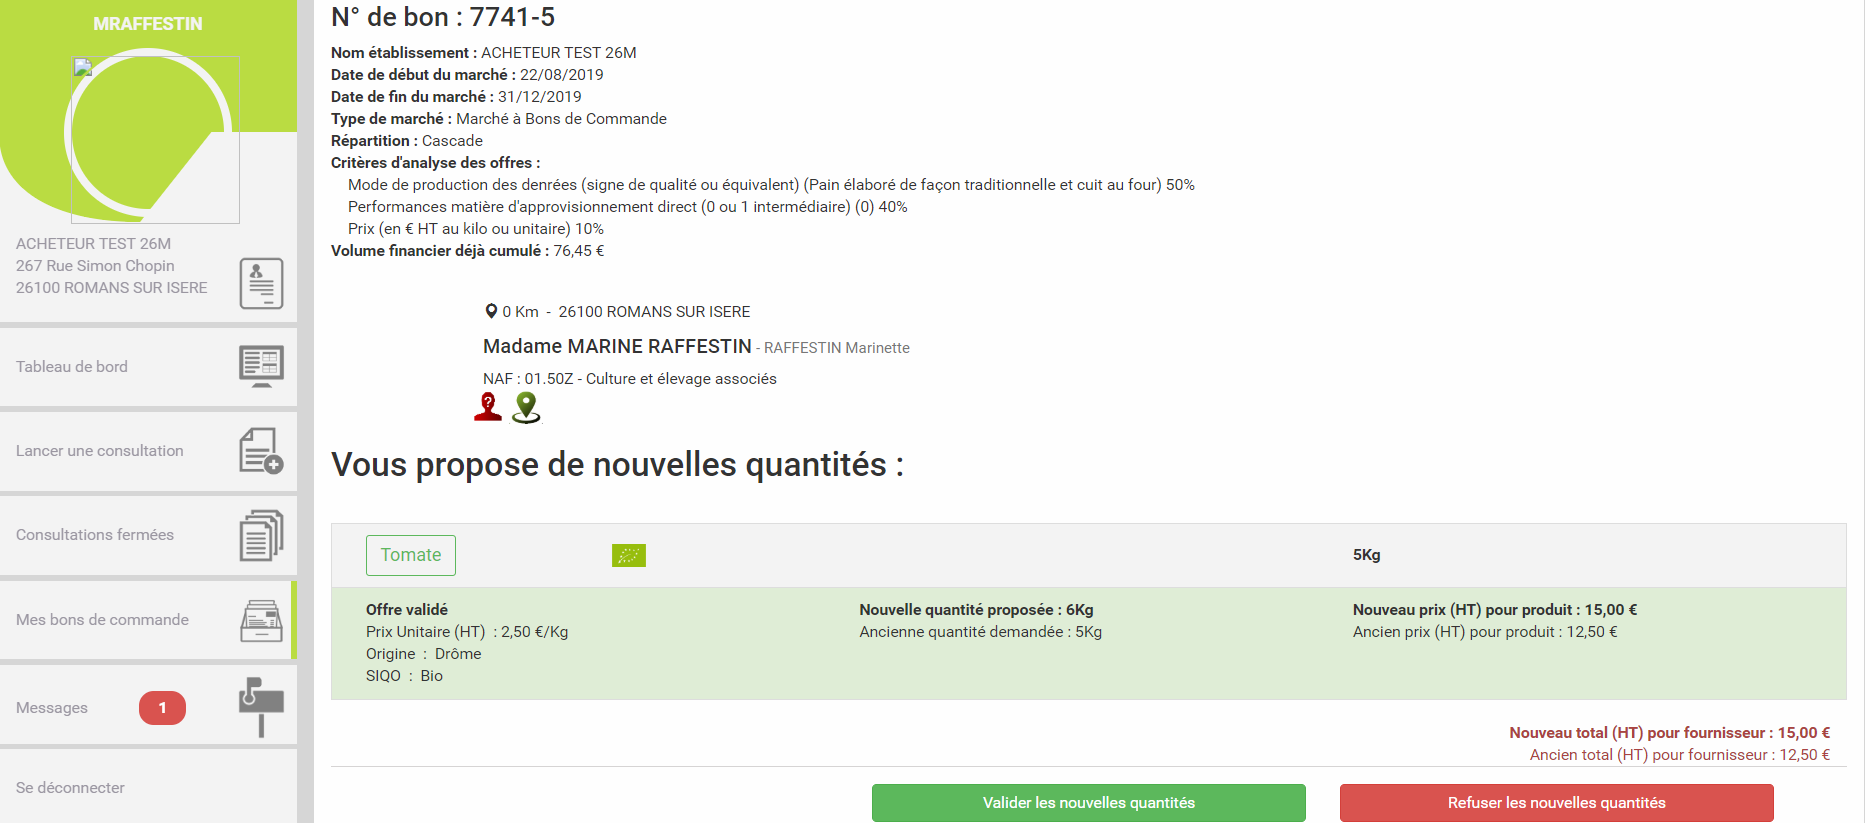 MRAFFESTIN
ACHETEUR TEST 26M
267 Rue Simon Chopin
26100 ROMANS SUR ISERE
Tableau de bord
Lancer une consultation
Consultations fermées
Mes bons de commande
Messages 1
Se déconnecter
N° de bon : 7741-5
Nom établissement : ACHETEUR TEST 26M
Date de début du marché : 22/08/2019
Date de fin du marché : 31/12/2019
Type de marché : Marché à Bons de Commande
Répartition : Cascade
Critères d'analyse des offres :
Mode de production des denrées (signe de qualité ou équivalent) (Pain élaboré de façon traditionnelle et cuit au four) 50%
Performances matière d'approvisionnement direct (0 ou 1 intermédiaire) (0) 40%
Prix (en € HT au kilo ou unitaire) 10%
Volume financier déjà cumulé : 76,45 €
0 Km - 26100 ROMANS SUR ISERE
Madame MARINE RAFFESTIN - RAFFESTIN Marinette
NAF : 01.50Z - Culture et élevage associés
?
Vous propose de nouvelles quantités :
Tomate 5Kg
Offre validé Nouvelle quantité proposée : 6Kg Nouveau prix (HT) pour produit : 15,00 €
Prix Unitaire (HT) : 2,50 €/Kg Ancienne quantité demandée : 5Kg Ancien prix (HT) pour produit : 12,50 €
Origine : Drôme
SIQO : Bio
Nouveau total (HT) pour fournisseur : 15,00 €
Ancien total (HT) pour fournisseur : 12,50 €
Valider les nouvelles quantités Refuser les nouvelles quantités